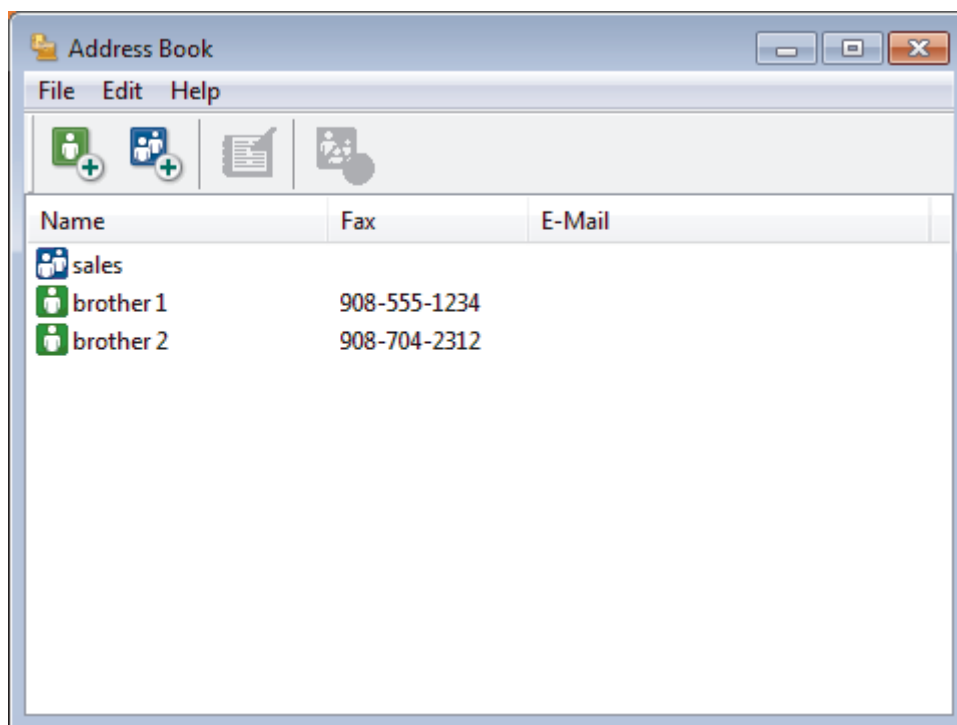 Address Book
File Edit Help
Name Fax E-Mail
sales
brother 1 908-555-1234
brother 2 908-704-2312